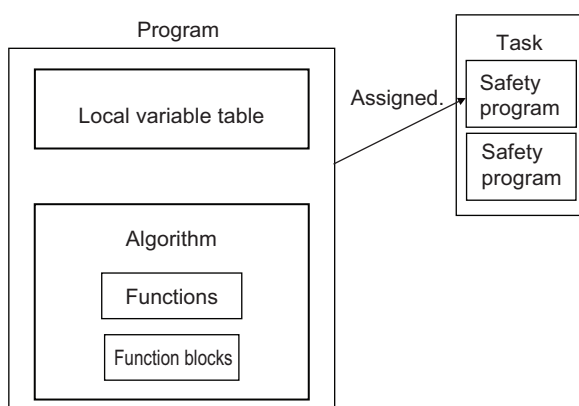 Program
Local variable table
Algorithm
Functions
Function blocks
Assigned.
Task
Safety
program
Safety
program